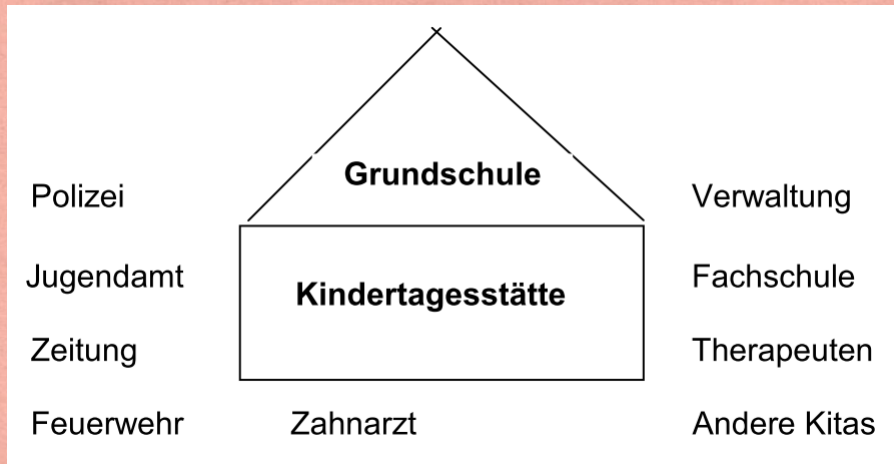 Grundschule
Polizei
Verwaltung
Jugendamt
Kindertagesstätte
Fachschule
Zeitung
Therapeuten
Feuerwehr
Zahnarzt
Andere Kitas